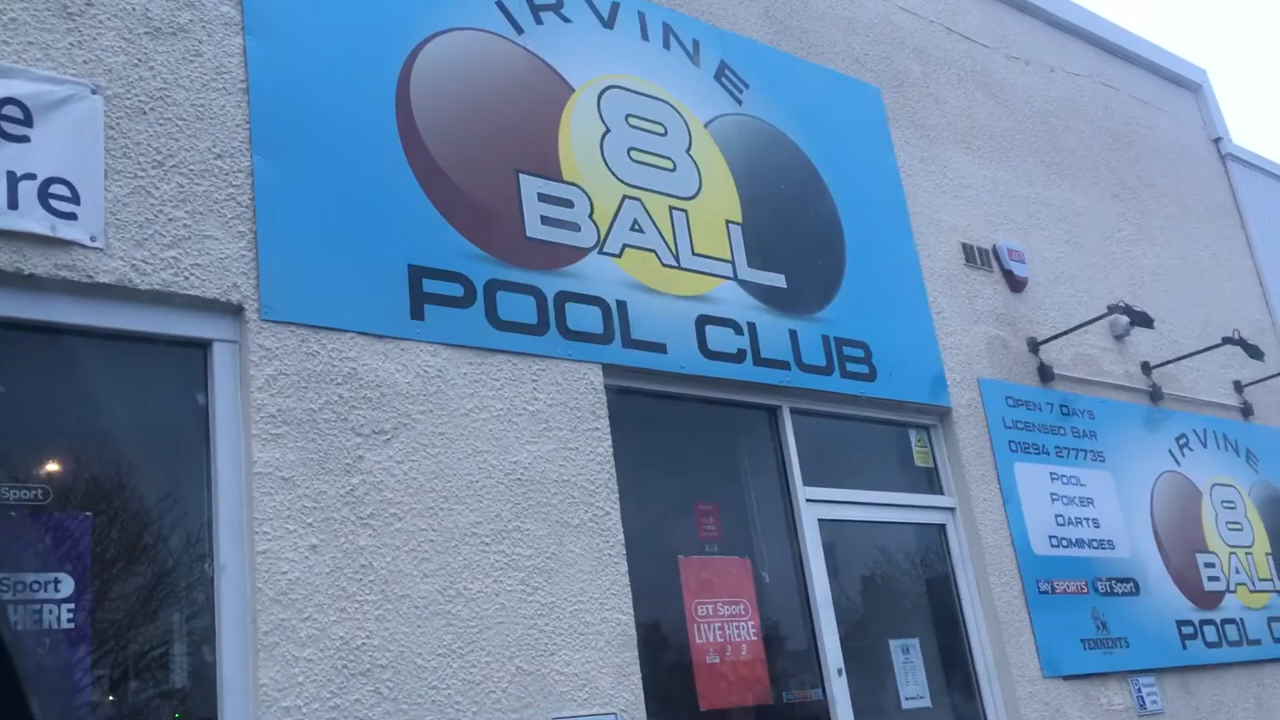 e
re
IRVINE
8
BALL
POOL CLUB
Sport
Sport
HERE
BT Sport
LIVE HERE
OPEN 7 DAYS
LICENSED BAR
01294 277735
POOL
POKER
DARTS
DOMINOES
sky SPORTS BT Sport
TENNENT'S
IRVINE
8
BALL
POOL C